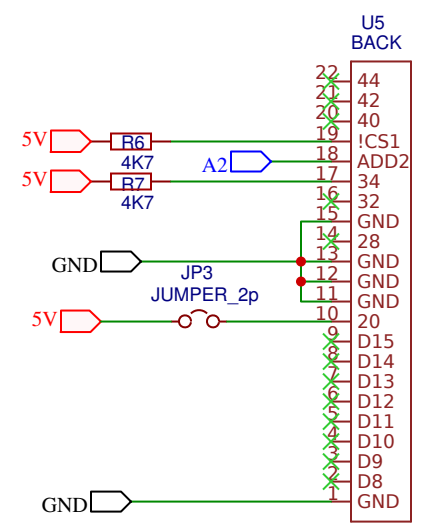 U5
BACK
22 44
21 42
20 40
5V R6 19 !CS1
4K7
A2 18 ADD2
5V R7 17 34
4K7
16 32
15 GND
14 28
GND 13 GND
JP3 12 GND
JUMPER_2p 11 GND
5V 10 20
9 D15
8 D14
7 D13
6 D12
5 D11
4 D10
3 D9
2 D8
GND 1 GND